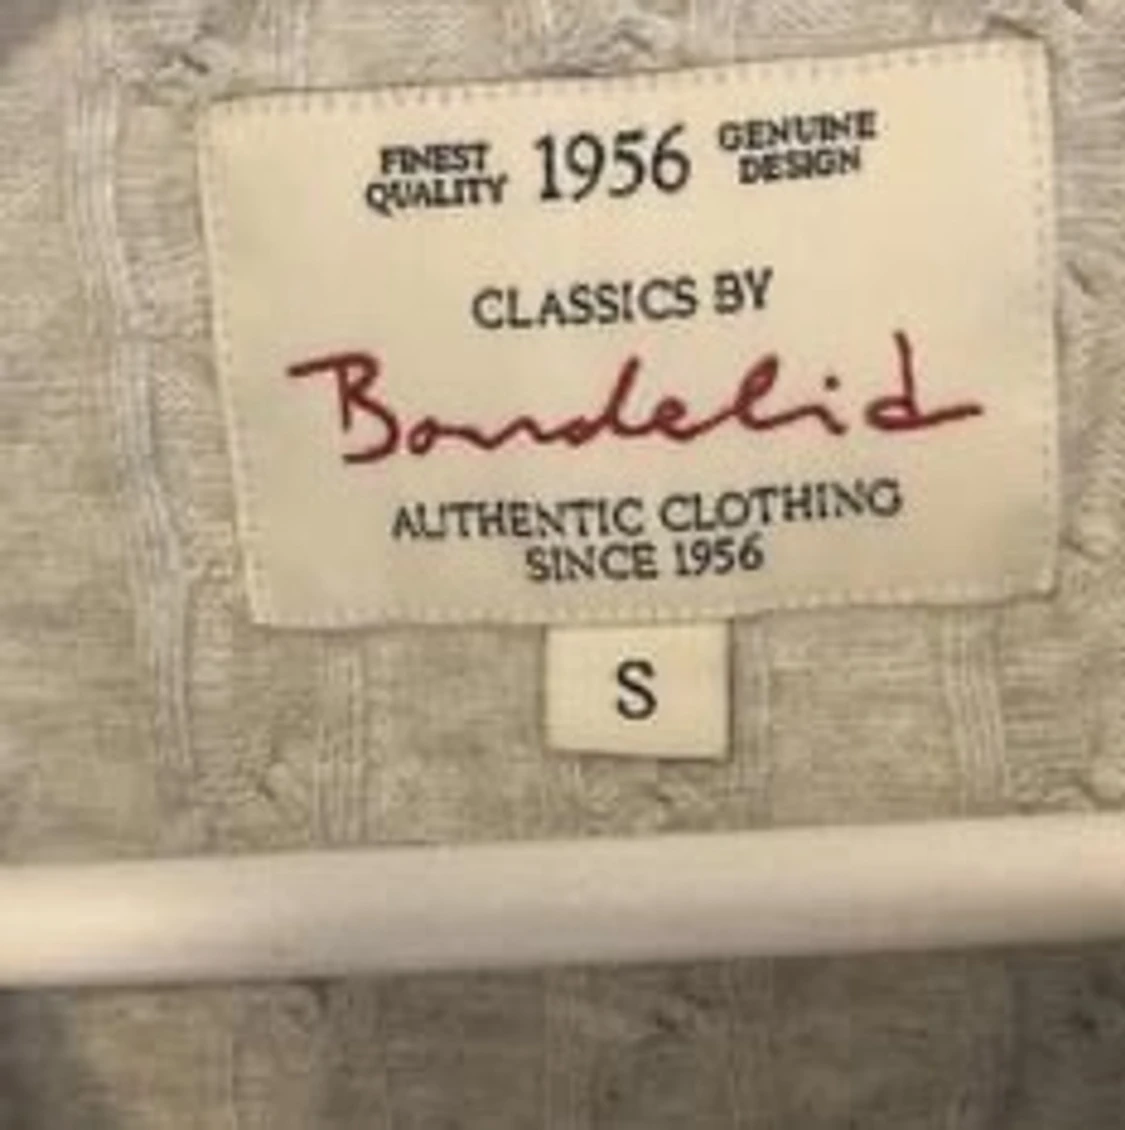 FINEST QUALITY 1956 GENUINE DESIGN
CLASSICS BY
Bondelid
AUTHENTIC CLOTHING
SINCE 1956
S